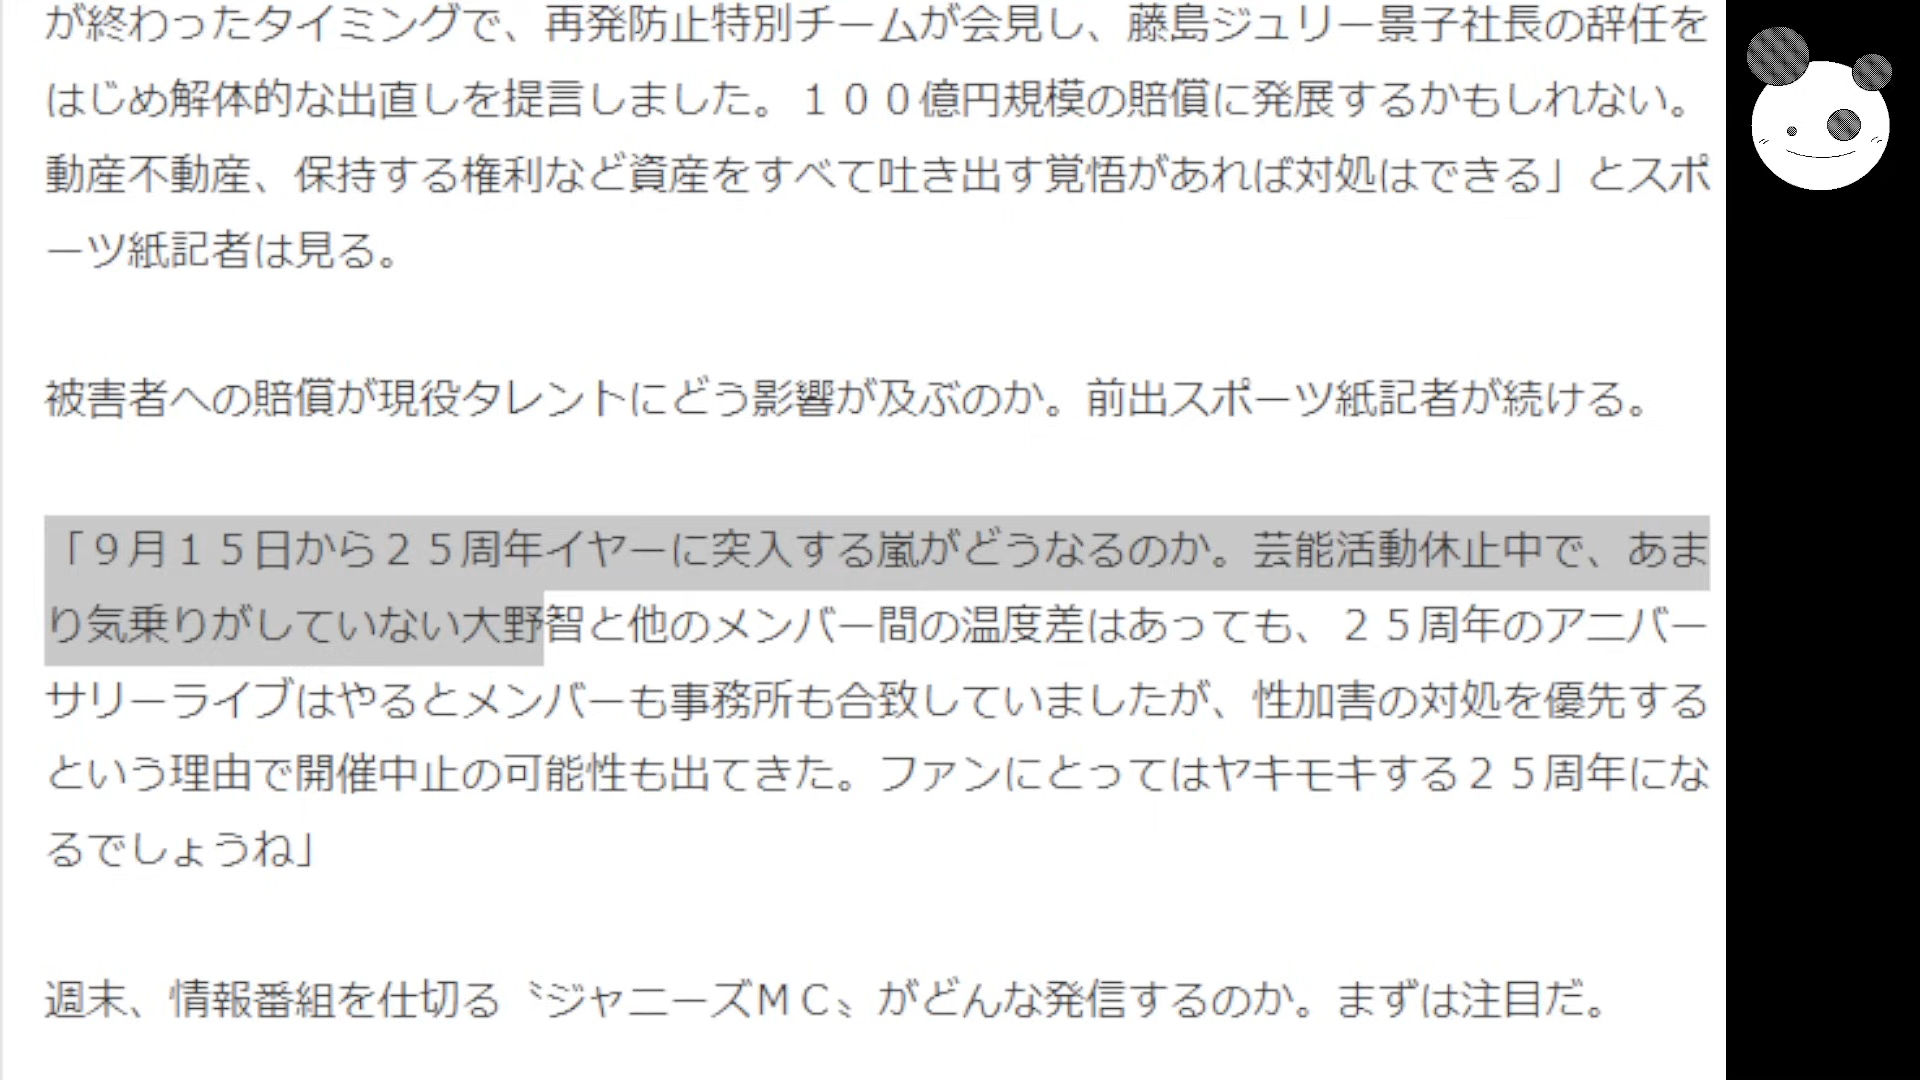 が終わったタイミングで、再発防止特別チームが会見し、藤島ジュリー景子社長の辞任を
はじめ解体的な出直しを提言しました。１００億円規模の賠償に発展するかもしれない。
動産不動産、保持する権利など資産をすべて吐き出す覚悟があれば対処はできる」とスポ
ーツ紙記者は見る。
被害者への賠償が現役タレントにどう影響が及ぶのか。前出スポーツ紙記者が続ける。
「９月１５日から２５周年イヤーに突入する嵐がどうなるのか。芸能活動休止中で、あま
り気乗りがしていない大野智と他のメンバー間の温度差はあっても、２５周年のアニバー
サリーライブはやるとメンバーも事務所も合致していましたが、性加害の対処を優先する
という理由で開催中止の可能性も出てきた。ファンにとってはヤキモキする２５周年にな
るでしょうね」
週末、情報番組を仕切る〝ジャニーズＭＣ〟がどんな発信するのか。まずは注目だ。